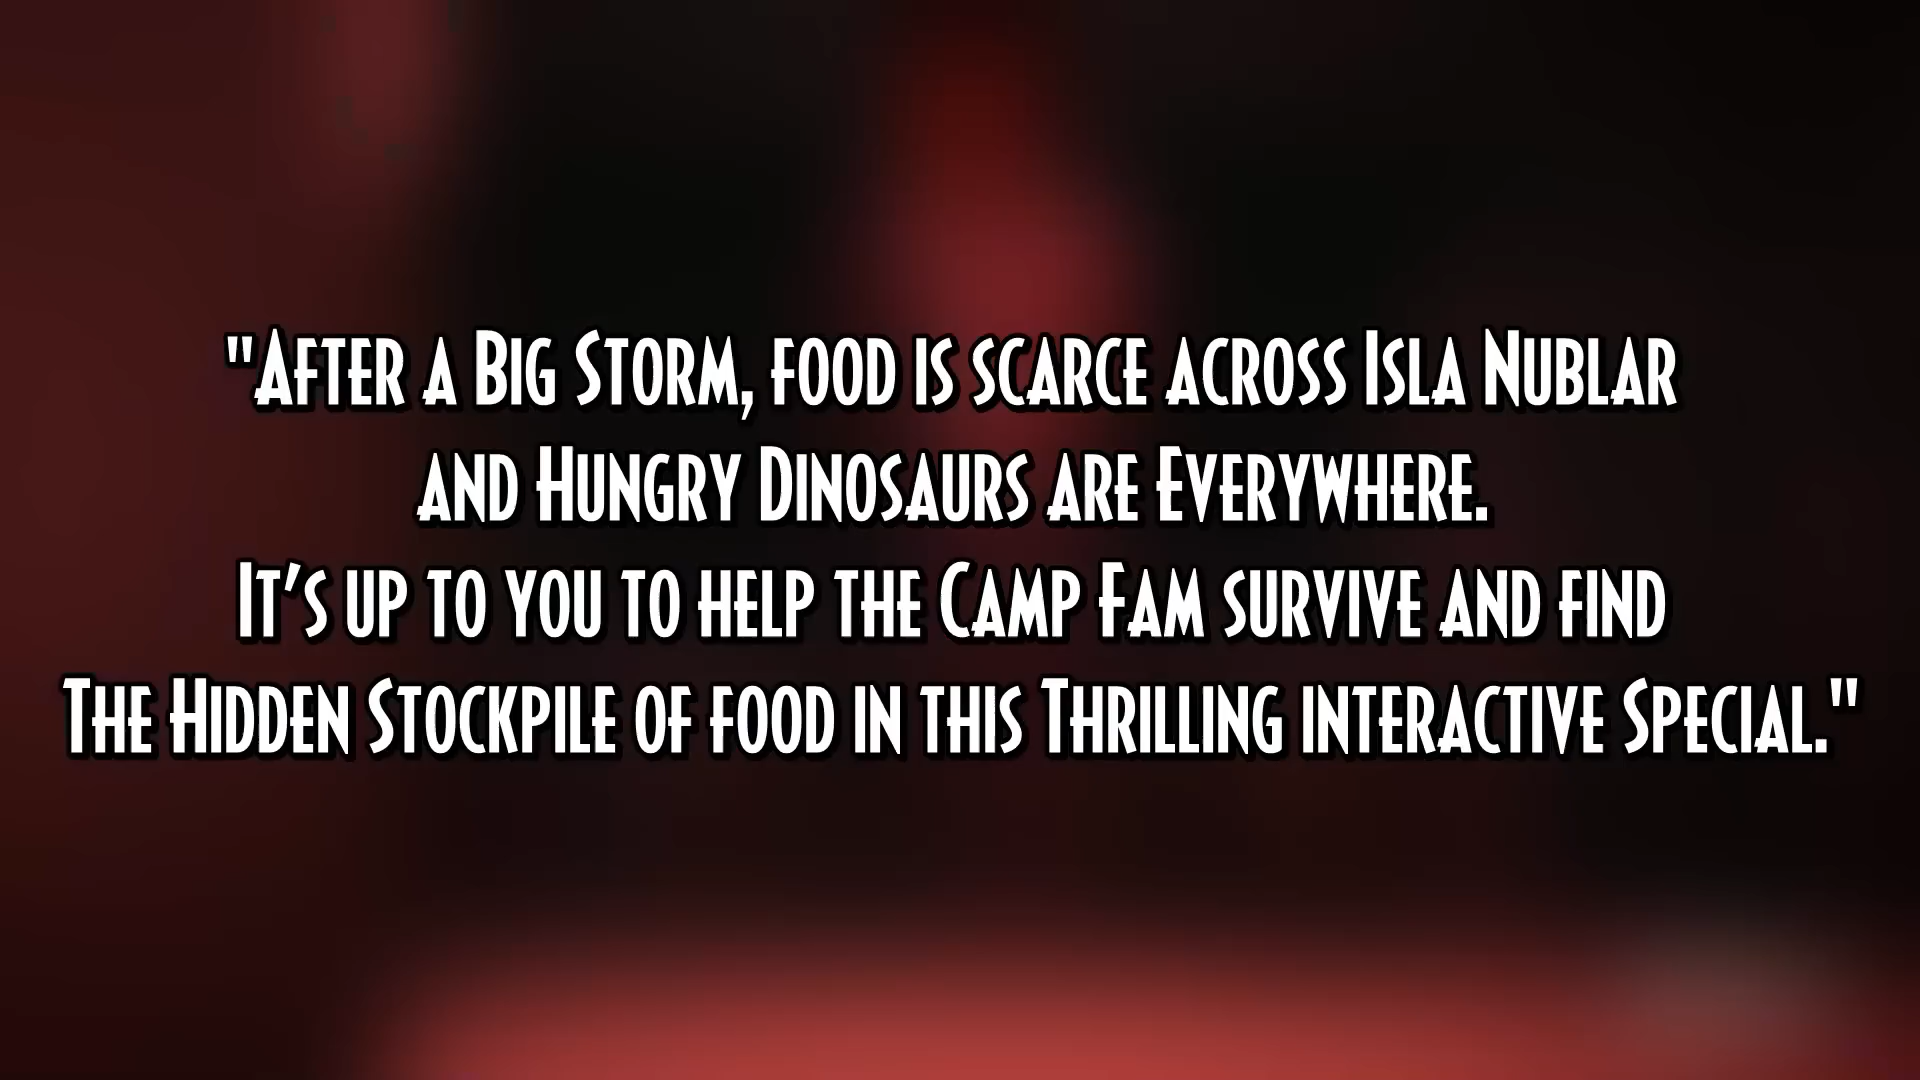 "After a Big Storm, food is scarce across Isla Nublar
and Hungry Dinosaurs are Everywhere.
It's up to you to help the Camp Fam survive and find
The Hidden Stockpile of food in this Thrilling interactive Special."